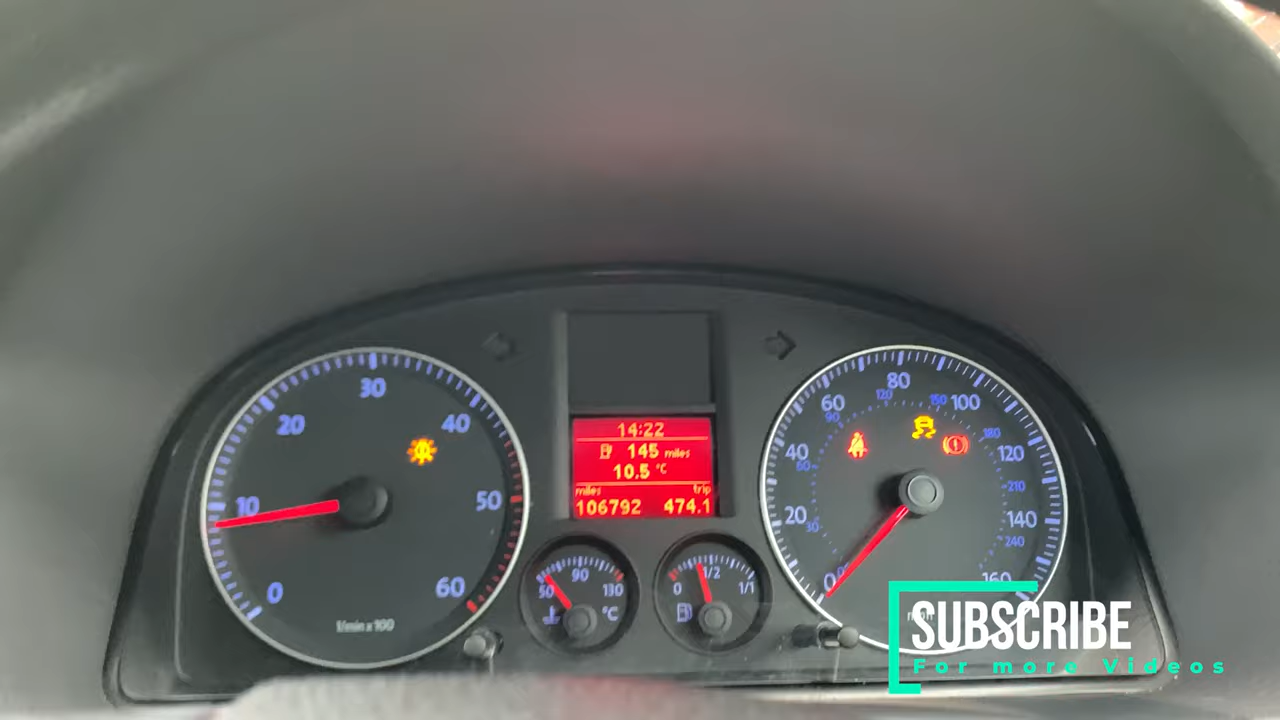 14:22
145 miles
10.5 °C
miles trip
106792 474.1
0
10
20
30
40
50
60
1/min x 100
50 90 130
°C
0 1/2 1/1
0
20
40
60
80
100
120
140
160
30
60
90
120
150
180
210
240
SUBSCRIBE
For more Videos